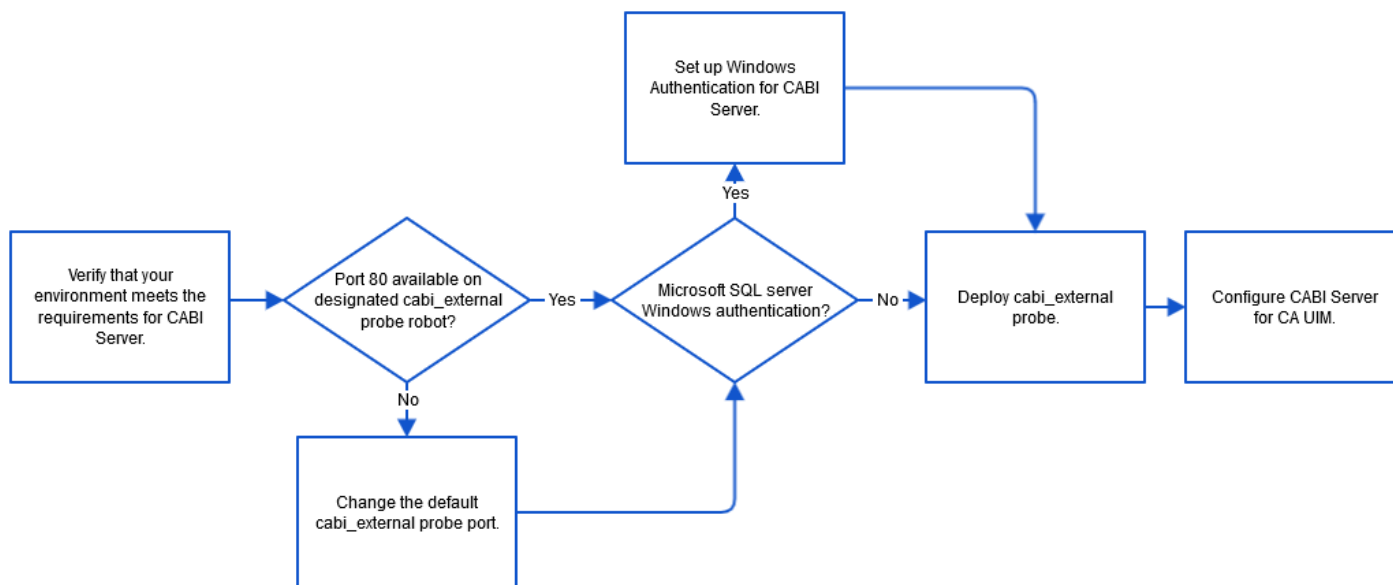 Set up Windows
Authentication for CABI
Server.
Yes
Verify that your
environment meets the
requirements for CABI
Server.
Port 80 available on
designated cabi_external
probe robot?
Yes
Microsoft SQL server
Windows authentication?
No
Deploy cabi_external
probe.
Configure CABI Server
for CA UIM.
No
Change the default
cabi_external probe port.